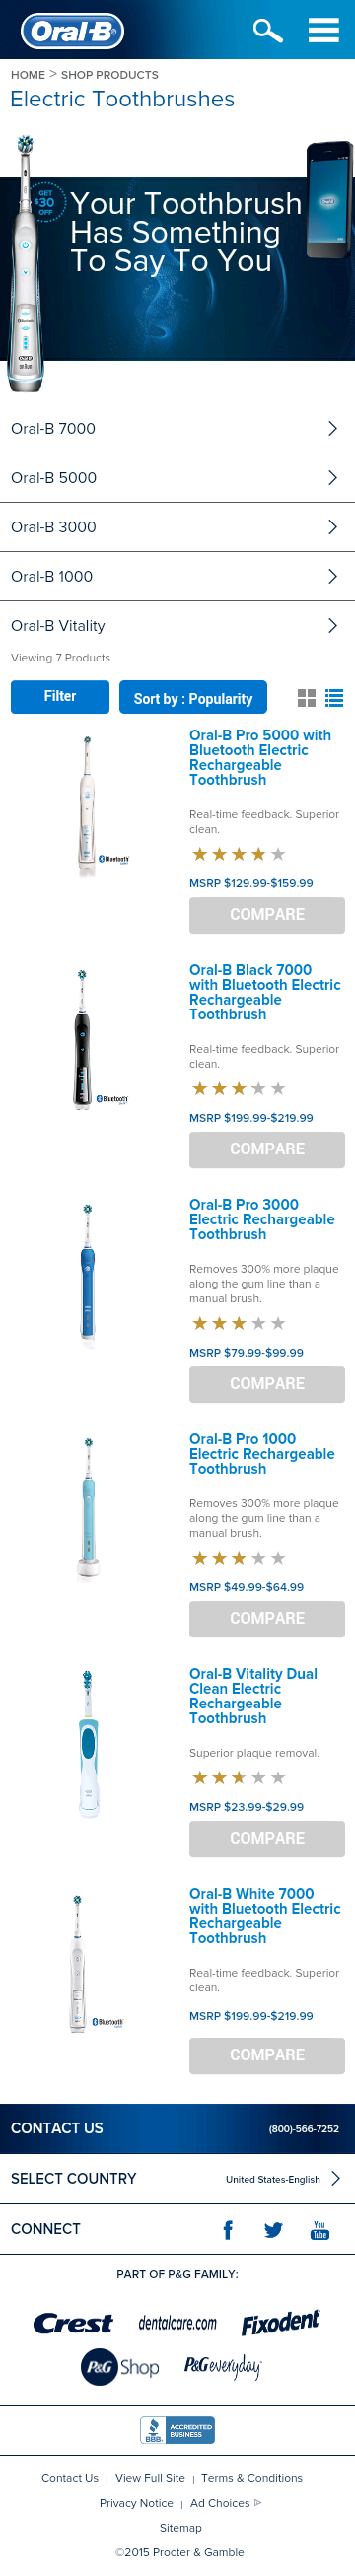 Oral-B
HOME > SHOP PRODUCTS
Electric Toothbrushes
GET
$30
OFF
Your Toothbrush
Has Something
To Say To You
Oral-B 7000
Oral-B 5000
Oral-B 3000
Oral-B 1000
Oral-B Vitality
Viewing 7 Products
Filter
Sort by : Popularity
Oral-B Pro 5000 with
Bluetooth Electric
Rechargeable
Toothbrush
Real-time feedback. Superior
clean.
Bluetooth
MSRP $129.99-$159.99
COMPARE
Oral-B Black 7000
with Bluetooth Electric
Rechargeable
Toothbrush
Real-time feedback. Superior
clean.
Bluetooth
MSRP $199.99-$219.99
COMPARE
Oral-B Pro 3000
Electric Rechargeable
Toothbrush
Removes 300% more plaque
along the gum line than a
manual brush.
MSRP $79.99-$99.99
COMPARE
Oral-B Pro 1000
Electric Rechargeable
Toothbrush
Removes 300% more plaque
along the gum line than a
manual brush.
MSRP $49.99-$64.99
COMPARE
Oral-B Vitality Dual
Clean Electric
Rechargeable
Toothbrush
Superior plaque removal.
MSRP $23.99-$29.99
COMPARE
Oral-B White 7000
with Bluetooth Electric
Rechargeable
Toothbrush
Real-time feedback. Superior
clean.
Bluetooth
MSRP $199.99-$219.99
COMPARE
CONTACT US (800)-566-7252
SELECT COUNTRY United States-English
CONNECT
You
Tube
PART OF P&G FAMILY:
Crest dentalcare.com Fixodent
P&G Shop P&G everyday
BBB. ACCREDITED
BUSINESS
Contact Us | View Full Site | Terms & Conditions
Privacy Notice | Ad Choices
Sitemap
©2015 Procter & Gamble